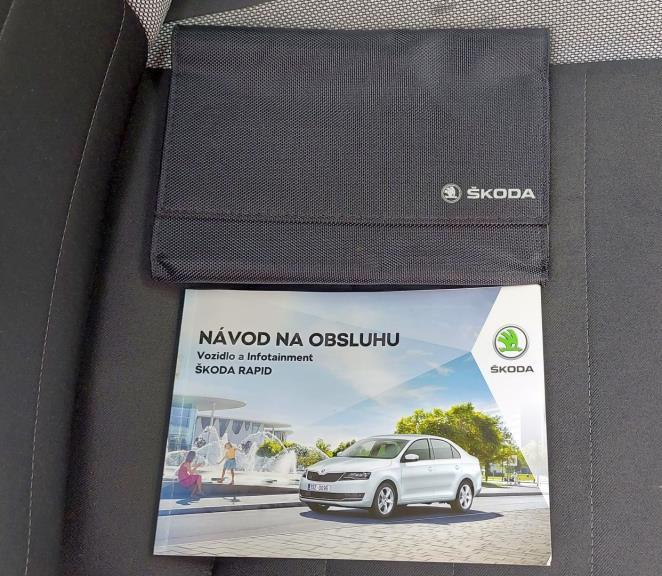 ŠKODA
NÁVOD NA OBSLUHU
Vozidlo a Infotainment
ŠKODA RAPID
ŠKODA